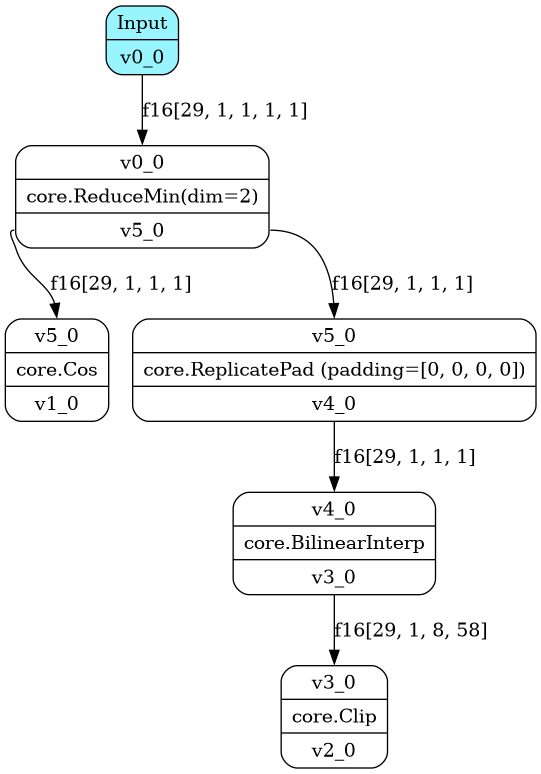 Input
v0_0
f16[29, 1, 1, 1, 1]
v0_0
core.ReduceMin(dim=2)
v5_0
f16[29, 1, 1, 1]
f16[29, 1, 1, 1]
v5_0
core.Cos
v1_0
v5_0
core.ReplicatePad (padding=[0, 0, 0, 0])
v4_0
f16[29, 1, 1, 1]
v4_0
core.BilinearInterp
v3_0
f16[29, 1, 8, 58]
v3_0
core.Clip
v2_0